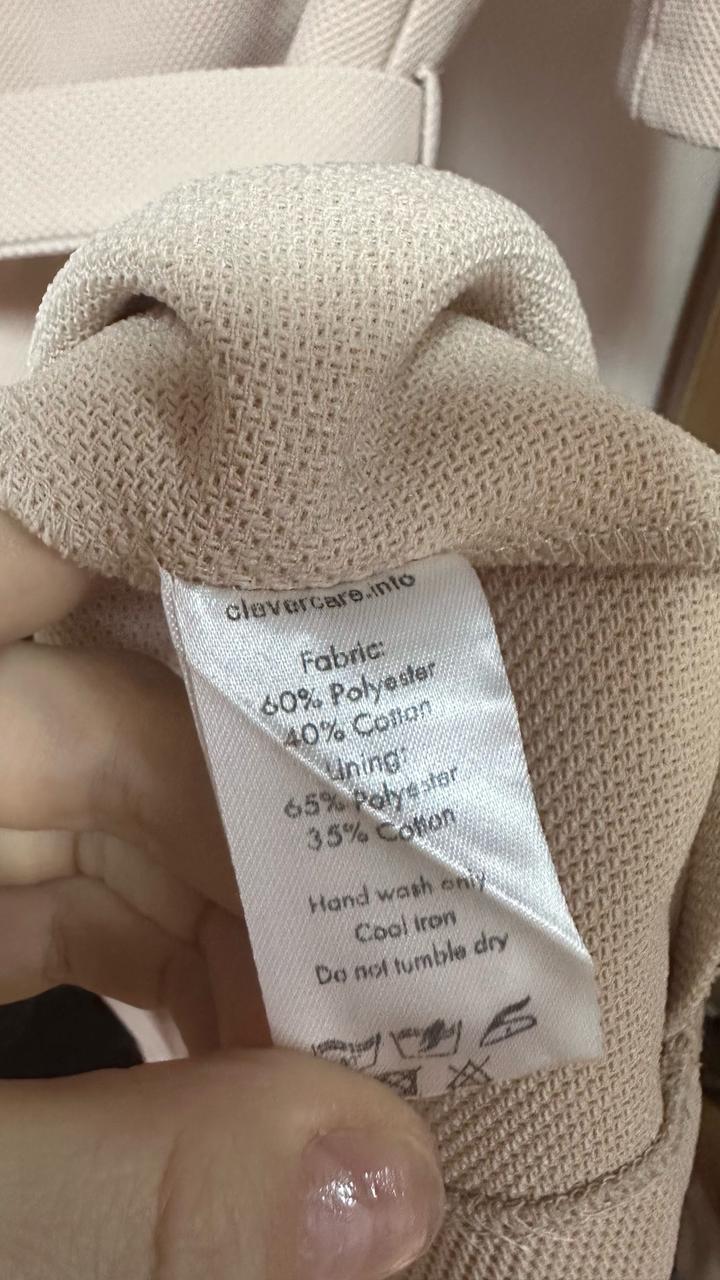 clevercare.info
Fabric:
60% Polyester
40% Cotton
Lining:
65% Polyester
35% Cotton
Hand wash only
Cool iron
Do not tumble dry